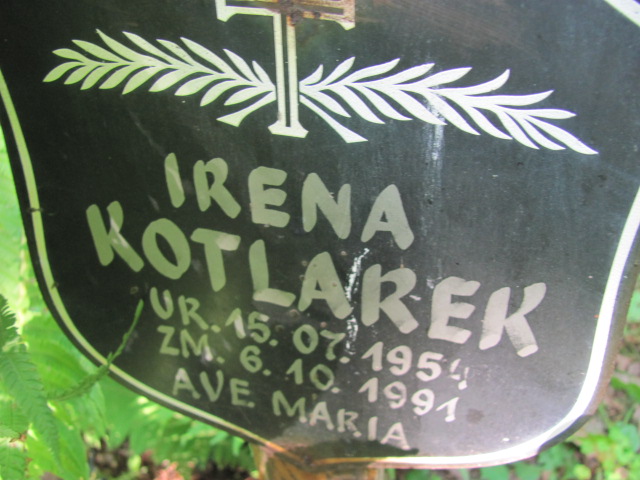 IRENA
KOTLAREK
UR. 15. 07. 1954
ZM. 6. 10. 1991
AVE MARIA